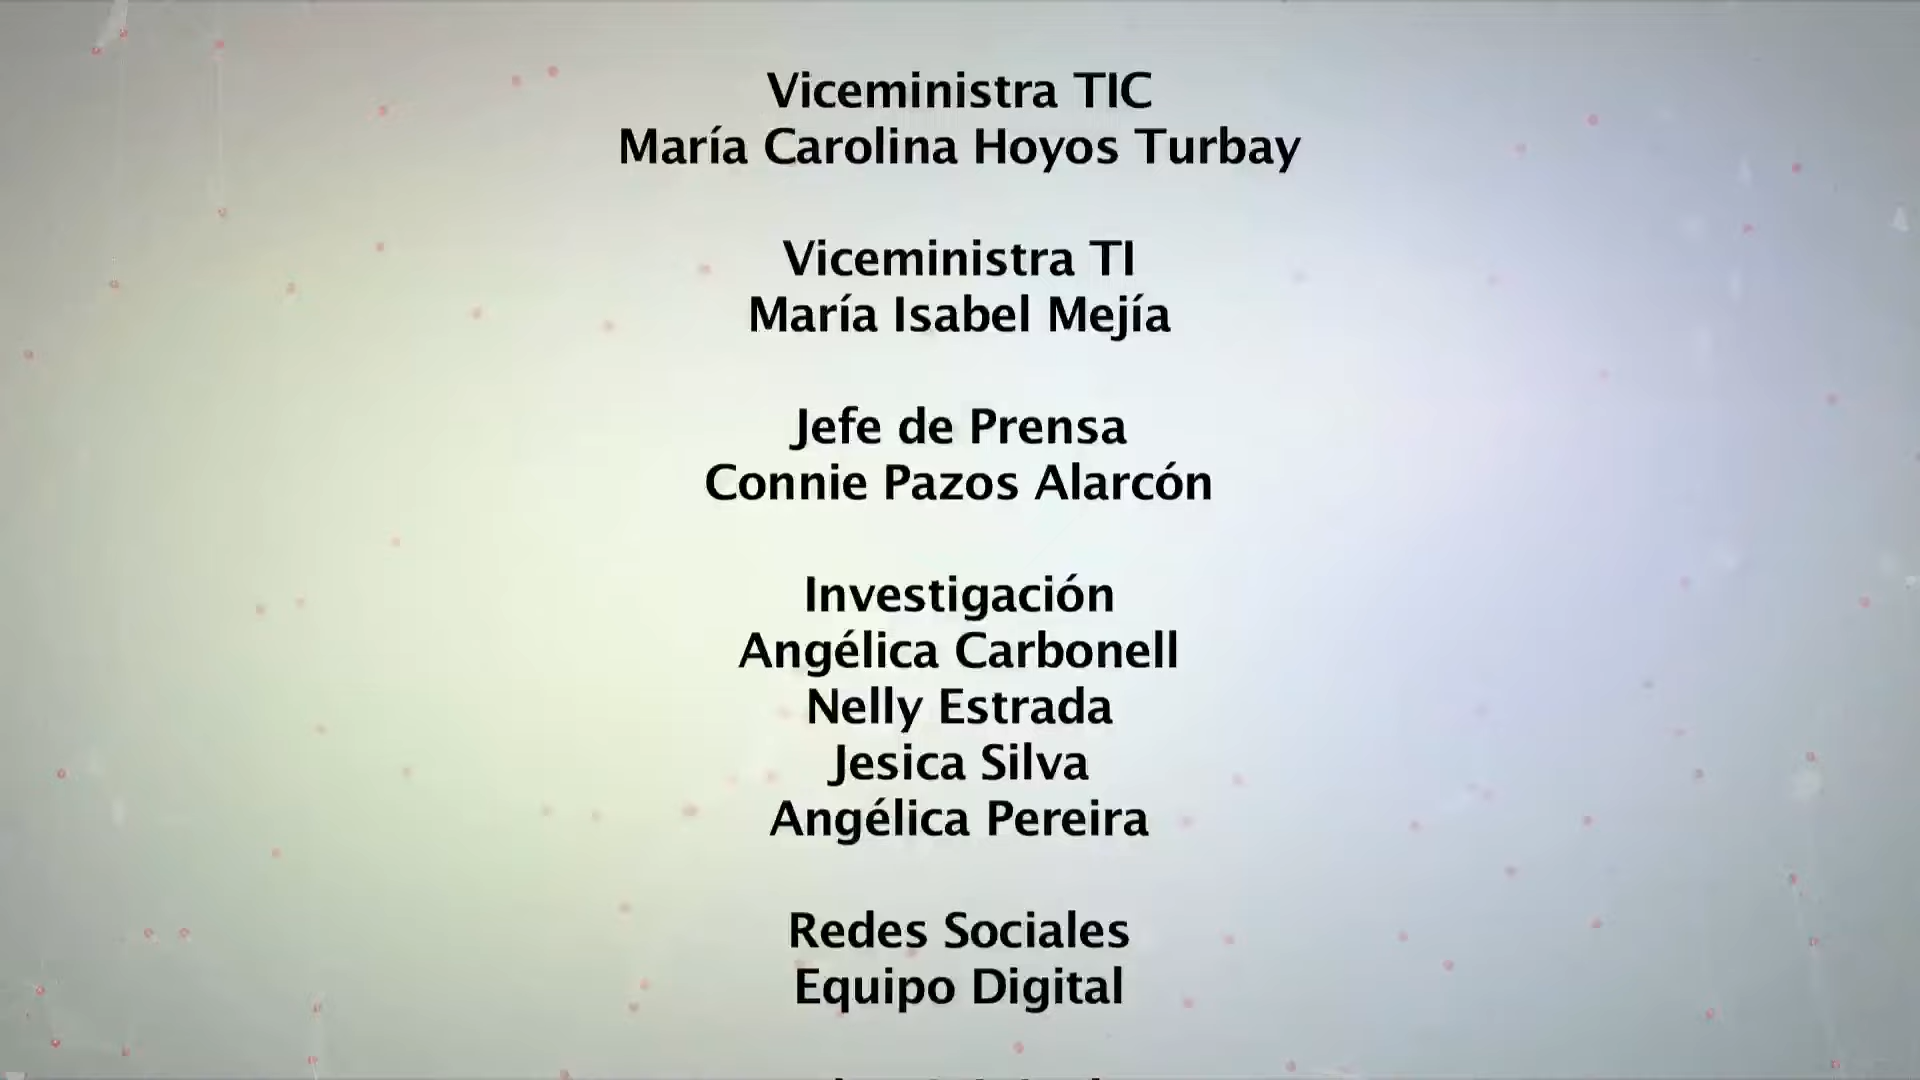 Viceministra TIC
María Carolina Hoyos Turbay
Viceministra TI
María Isabel Mejía
Jefe de Prensa
Connie Pazos Alarcón
Investigación
Angélica Carbonell
Nelly Estrada
Jesica Silva
Angélica Pereira
Redes Sociales
Equipo Digital